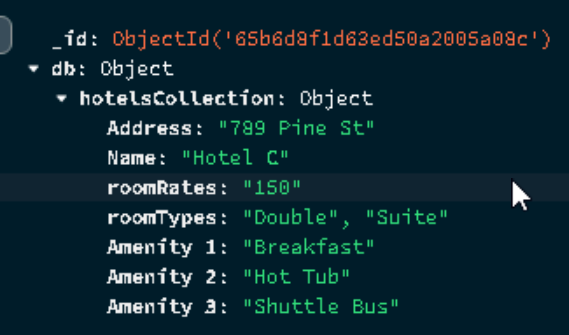 _id: ObjectId('65b6d8f1d63ed50a2005a08c')
db: Object
hotelsCollection: Object
Address: "789 Pine St"
Name: "Hotel C"
roomRates: "150"
roomTypes: "Double", "Suite"
Amenity 1: "Breakfast"
Amenity 2: "Hot Tub"
Amenity 3: "Shuttle Bus"